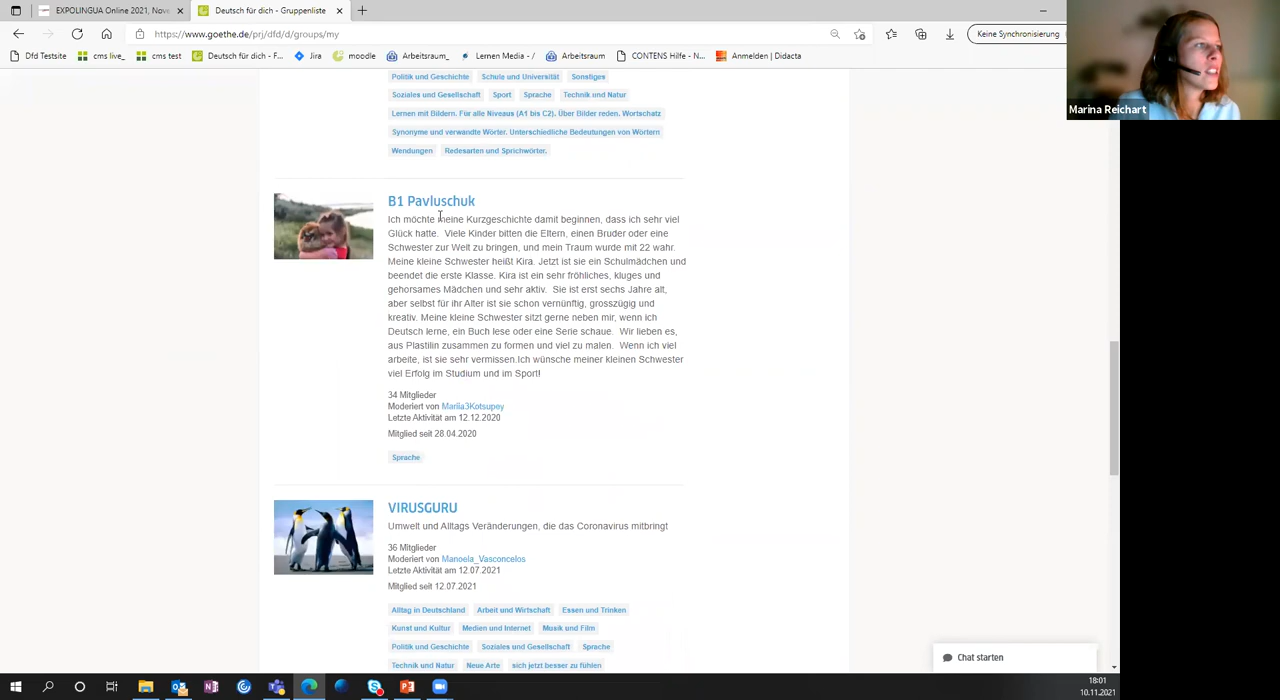 EXPOLINGUA Online 2021, Nove
Deutsch für dich - Gruppenliste
https://www.goethe.de/prj/dfd/d/groups/my
Keine Synchronisierung
Dfd Testseite
cms live_
cms test
Deutsch für dich - F...
Jira
moodle
Arbeitsraum_
Lernen Media - /
Arbeitsraum
CONTENS Hilfe - N...
Anmelden | Didacta
Marina Reichart
Politik und Geschichte Schule und Universität Sonstiges
Soziales und Gesellschaft Sport Sprache Technik und Natur
Lernen mit Bildern. Für alle Niveaus (A1 bis C2). Über Bilder reden. Wortschatz
Synonyme und verwandte Wörter. Unterschiedliche Bedeutungen von Wörtern
Wendungen Redesarten und Sprichwörter.
B1 Pavluschuk
Ich möchte meine Kurzgeschichte damit beginnen, dass ich sehr viel
Glück hatte. Viele Kinder bitten die Eltern, einen Bruder oder eine
Schwester zur Welt zu bringen, und mein Traum wurde mit 22 wahr.
Meine kleine Schwester heißt Kira. Jetzt ist sie ein Schulmädchen und
beendet die erste Klasse. Kira ist ein sehr fröhliches, kluges und
gehorsames Mädchen und sehr aktiv. Sie ist erst sechs Jahre alt,
aber selbst für ihr Alter ist sie schon vernünftig, grosszügig und
kreativ. Meine kleine Schwester sitzt gerne neben mir, wenn ich
Deutsch lerne, ein Buch lese oder eine Serie schaue. Wir lieben es,
aus Plastilin zusammen zu formen und viel zu malen. Wenn ich viel
arbeite, ist sie sehr vermissen.Ich wünsche meiner kleinen Schwester
viel Erfolg im Studium und im Sport!
34 Mitglieder
Moderiert von Mariia3Kotsupey
Letzte Aktivität am 12.12.2020
Mitglied seit 28.04.2020
Sprache
VIRUSGURU
Umwelt und Alltags Veränderungen, die das Coronavirus mitbringt
36 Mitglieder
Moderiert von Manoela_Vasconcelos
Letzte Aktivität am 12.07.2021
Mitglied seit 12.07.2021
Alltag in Deutschland Arbeit und Wirtschaft Essen und Trinken
Kunst und Kultur Medien und Internet Musik und Film
Politik und Geschichte Soziales und Gesellschaft Sprache
Technik und Natur Neue Arte sich jetzt besser zu fühlen
Chat starten
18:01
10.11.2021